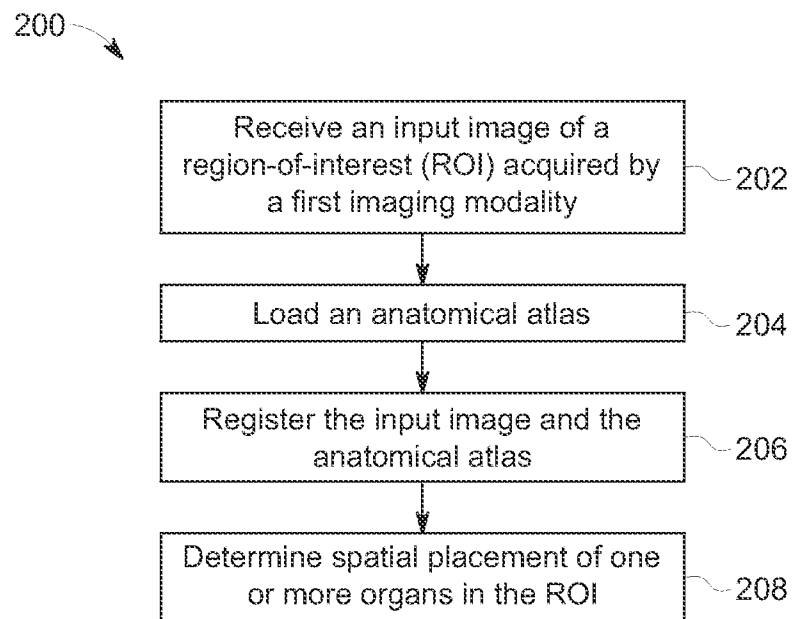 200
Receive an input image of a
region-of-interest (ROI) acquired by
a first imaging modality
202
Load an anatomical atlas
204
Register the input image and the
anatomical atlas
206
Determine spatial placement of one
or more organs in the ROI
208